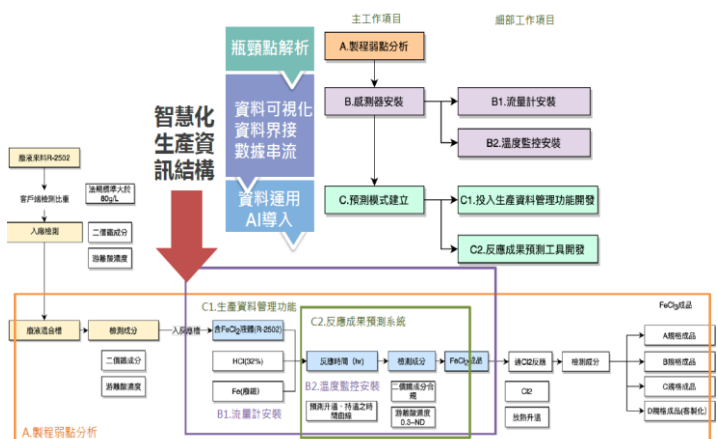 主工作項目
細部工作項目
瓶頸點解析
A.製程弱點分析
資料可視化
資料界接
數據串流
B.感測器安裝
B1.流量計安裝
B2.溫度監控安裝
智慧化
生產資
訊結構
資料運用
AI導入
C.預測模式建立
C1.投入生產資料管理功能開發
C2.反應成果預測工具開發
廢液來料R-2502
客戶端檢測比重
法規標準大於
80g/L
入廠檢測
二價鐵成分
游離酸濃度
廢液混合槽
檢測成分
入反應槽
二價鐵成分
游離酸濃度
C1.生產資料管理功能
含FeCl2液體(R-2502)
HCl(32%)
Fe(廢鐵)
B1.流量計安裝
C2.反應成果預測系統
反應時間（hr）
檢測成分
FeCl2成品
B2.溫度監控安裝
預測升溫、持溫之時
間曲線
二價鐵成分合
規
游離酸濃度
0.3~ND
通Cl2反應
檢測成分
Cl2
放熱升溫
FeCl3成品
A規格成品
B規格成品
C規格成品
D規格成品(客製化)
A.製程弱點分析